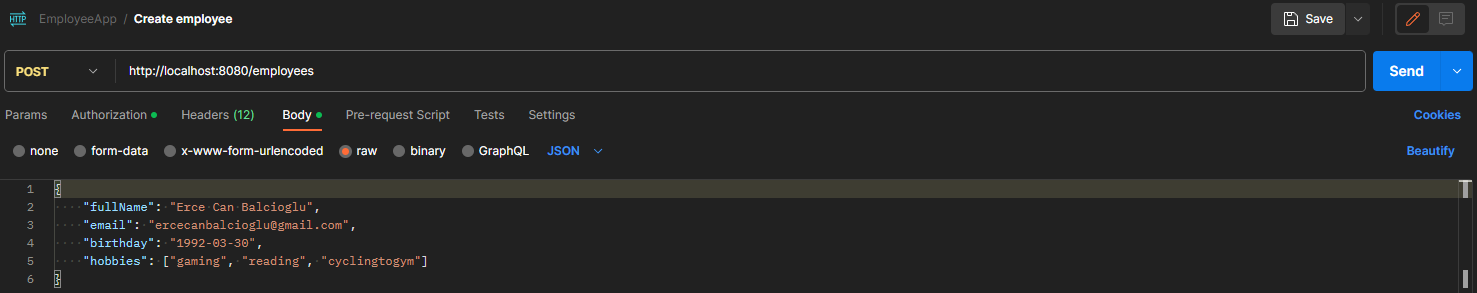 HTTP EmployeeApp / Create employee Save
POST http://localhost:8080/employees Send
Params Authorization Headers (12) Body Pre-request Script Tests Settings Cookies
none form-data x-www-form-urlencoded raw binary GraphQL JSON Beautify
1 {
2 "fullName": "Erce Can Balcioglu",
3 "email": "ercecanbalcioglu@gmail.com",
4 "birthday": "1992-03-30",
5 "hobbies": ["gaming", "reading", "cyclingtogym"]
6 }